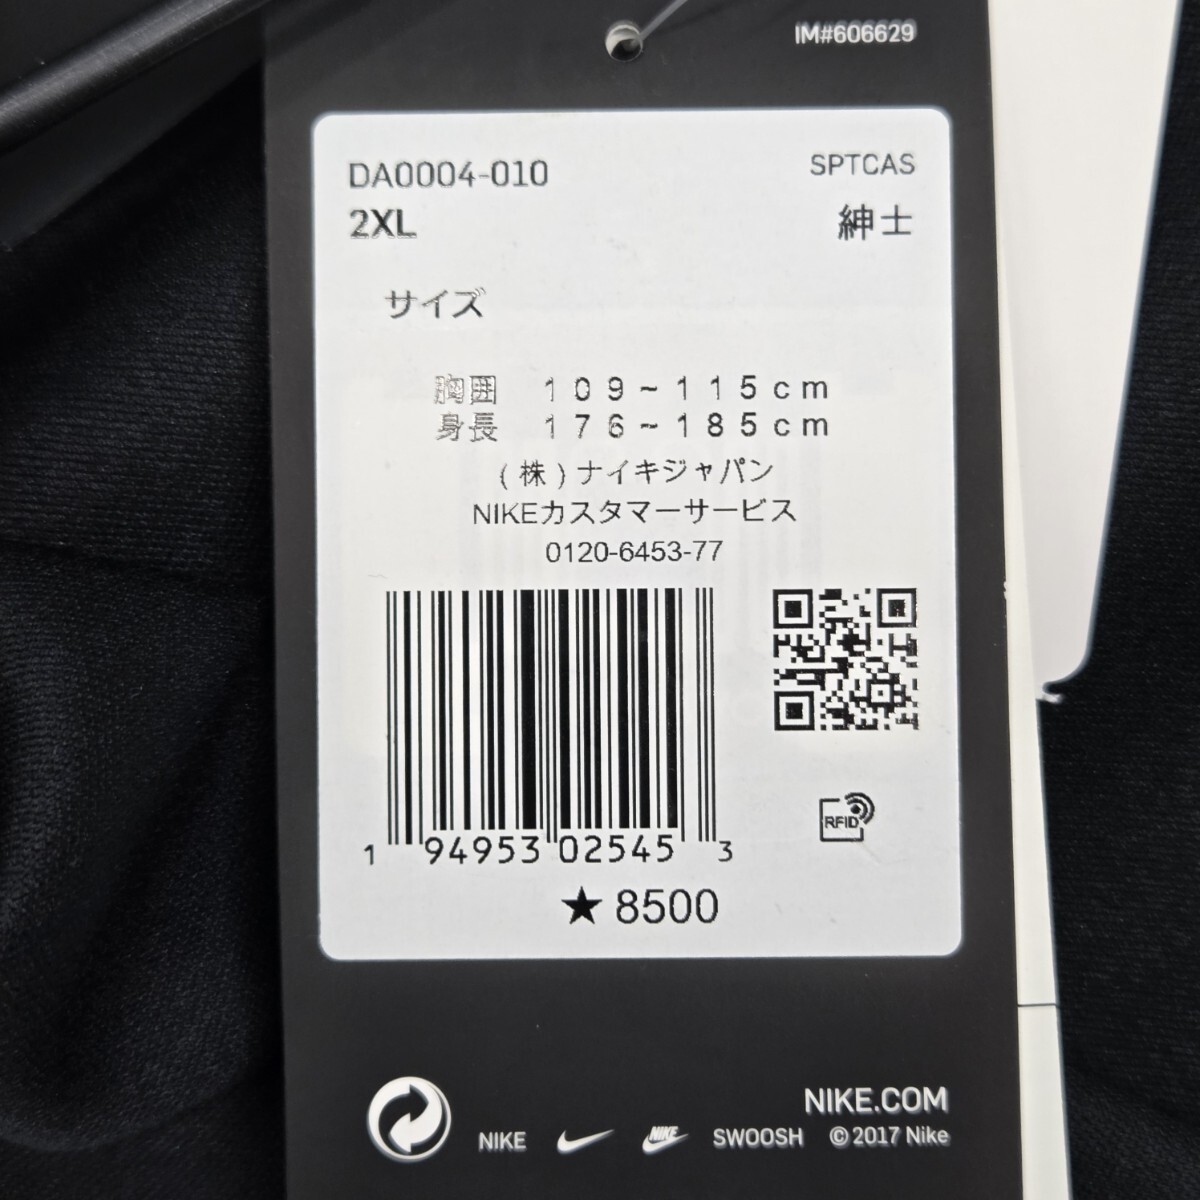 IM#606629
DA0004-010 SPTCAS
2XL 紳士
サイズ
胸囲 109~115cm
身長 176~185cm
(株)ナイキジャパン
NIKEカスタマーサービス
0120-6453-77
RFID
1 94953 02545 3
★8500
NIKE.COM
NIKE NIKE SWOOSH ©2017 Nike